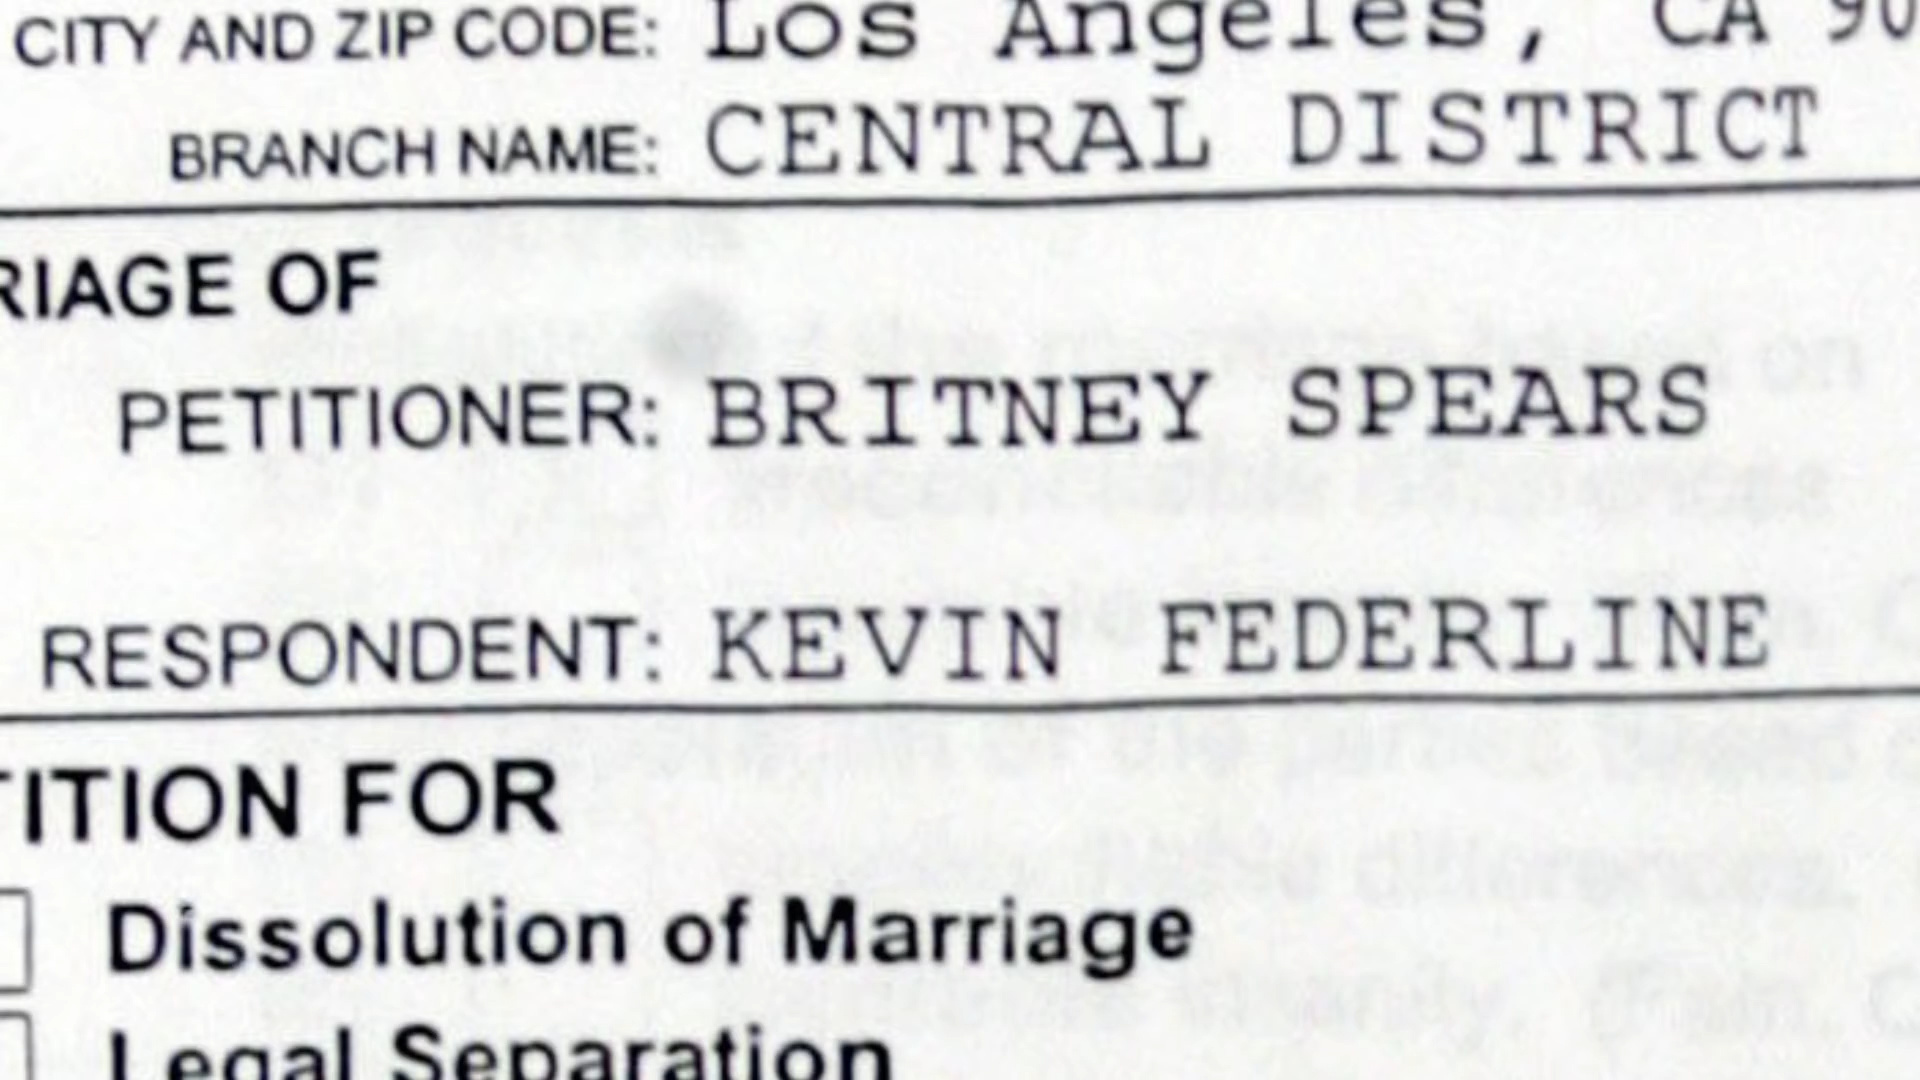 CITY AND ZIP CODE: Los Angeles, CA 90
BRANCH NAME: CENTRAL DISTRICT
RIAGE OF
PETITIONER: BRITNEY SPEARS
RESPONDENT: KEVIN FEDERLINE
TITION FOR
Dissolution of Marriage
Legal Separation